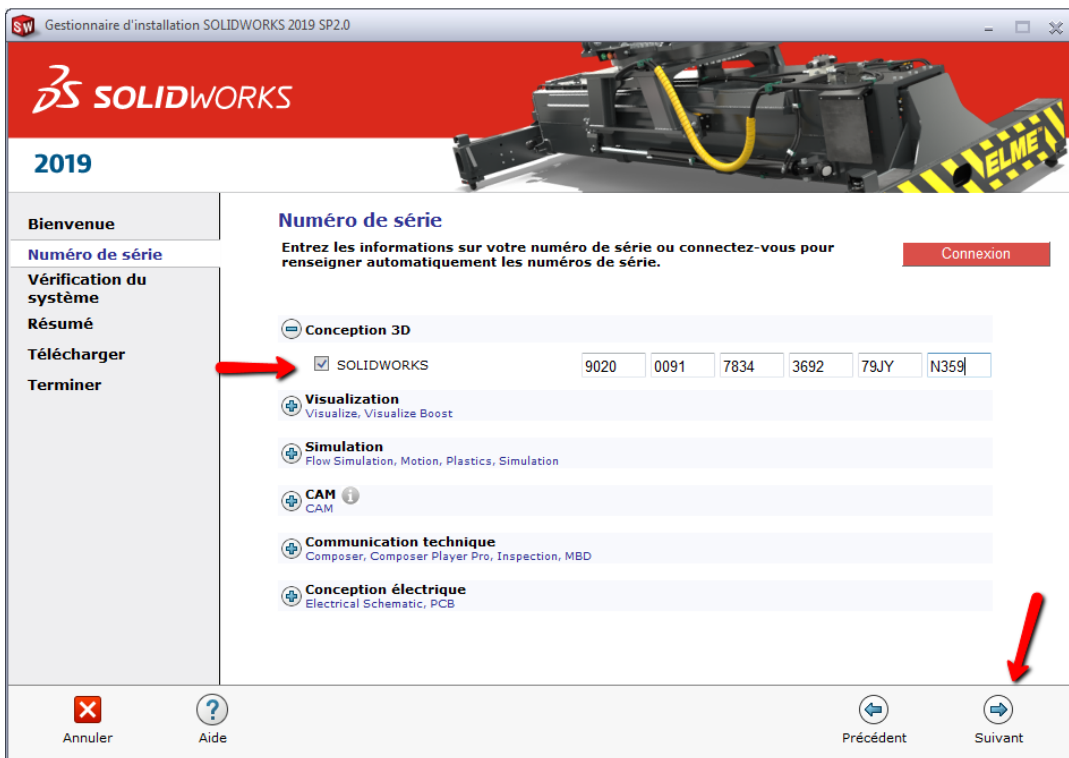 Gestionnaire d'installation SOLIDWORKS 2019 SP2.0
SOLIDWORKS
2019
ELME™
Bienvenue
Numéro de série
Vérification du
système
Résumé
Télécharger
Terminer
Numéro de série
Entrez les informations sur votre numéro de série ou connectez-vous pour
renseigner automatiquement les numéros de série.
Connexion
Conception 3D
SOLIDWORKS 9020 0091 7834 3692 79JY N359
Visualization
Visualize, Visualize Boost
Simulation
Flow Simulation, Motion, Plastics, Simulation
CAM
CAM
Communication technique
Composer, Composer Player Pro, Inspection, MBD
Conception électrique
Electrical Schematic, PCB
Annuler Aide Précédent Suivant